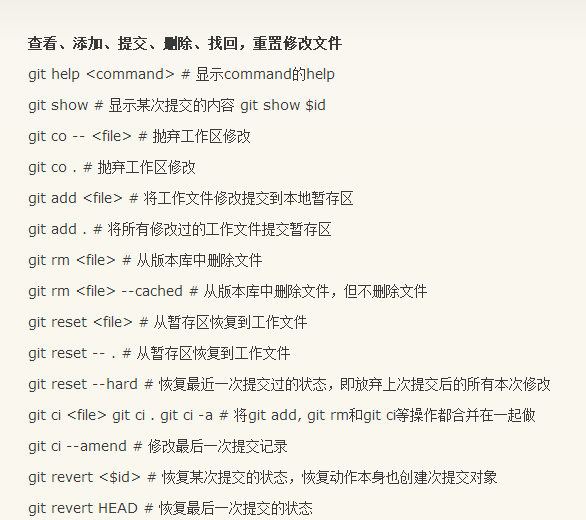 查看、添加、提交、删除、找回，重置修改文件
git help <command> # 显示command的help
git show # 显示某次提交的内容 git show $id
git co -- <file> # 抛弃工作区修改
git co . # 抛弃工作区修改
git add <file> # 将工作文件修改提交到本地暂存区
git add . # 将所有修改过的工作文件提交暂存区
git rm <file> # 从版本库中删除文件
git rm <file> --cached # 从版本库中删除文件，但不删除文件
git reset <file> # 从暂存区恢复到工作文件
git reset -- . # 从暂存区恢复到工作文件
git reset --hard # 恢复最近一次提交过的状态，即放弃上次提交后的所有本次修改
git ci <file> git ci . git ci -a # 将git add, git rm和git ci等操作都合并在一起做
git ci --amend # 修改最后一次提交记录
git revert <$id> # 恢复某次提交的状态，恢复动作本身也创建次提交对象
git revert HEAD # 恢复最后一次提交的状态